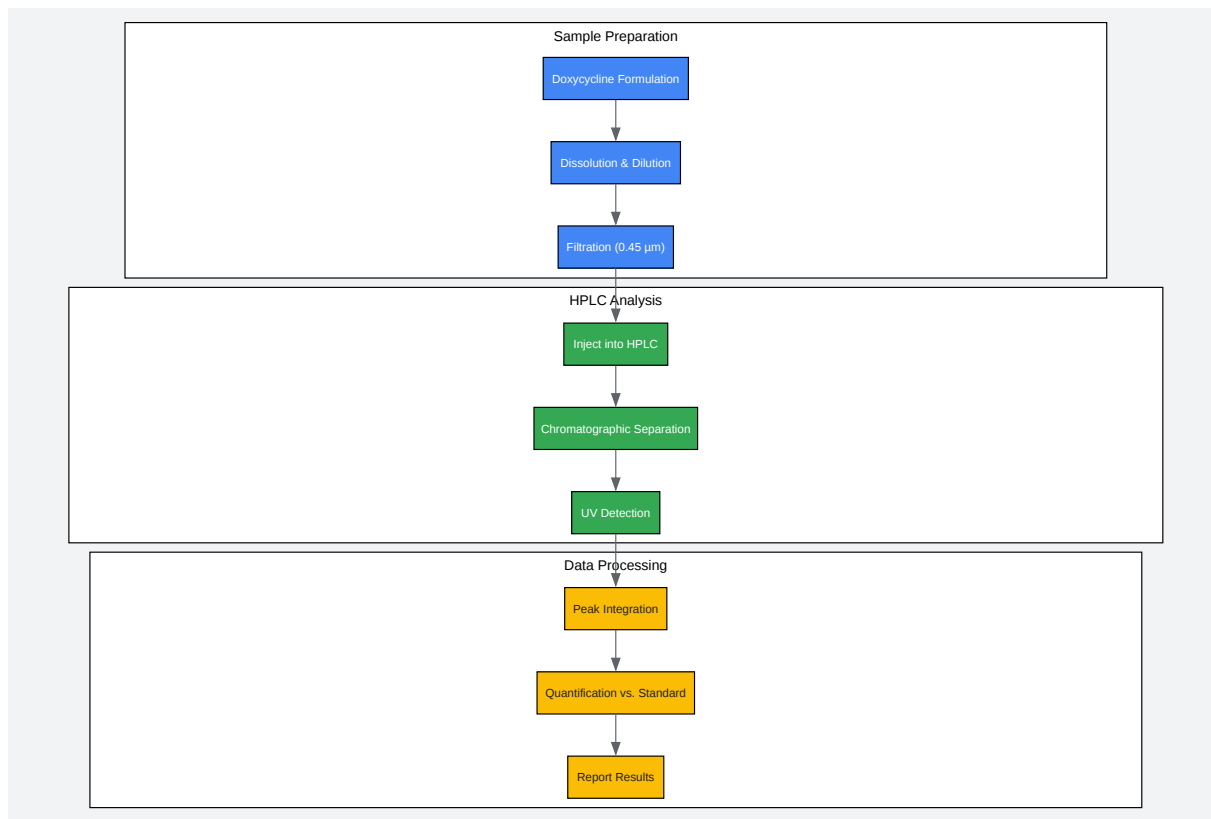 Sample Preparation
Doxycycline Formulation
Dissolution & Dilution
Filtration (0.45 µm)
HPLC Analysis
Inject into HPLC
Chromatographic Separation
UV Detection
Data Processing
Peak Integration
Quantification vs. Standard
Report Results